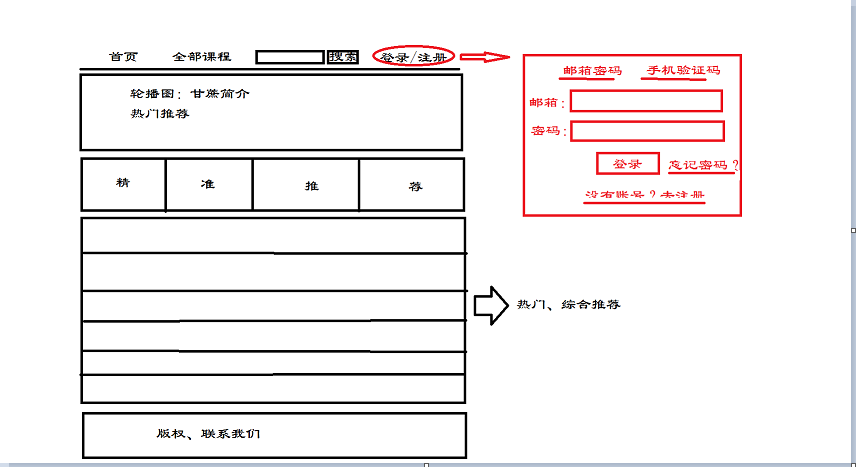 首页 全部课程 搜索 登录/注册
轮播图：甘蔗简介
热门推荐
精 准 推 荐
邮箱密码 手机验证码
邮箱：
密码：
登录 忘记密码？
没有账号？去注册
热门、综合推荐
版权、联系我们